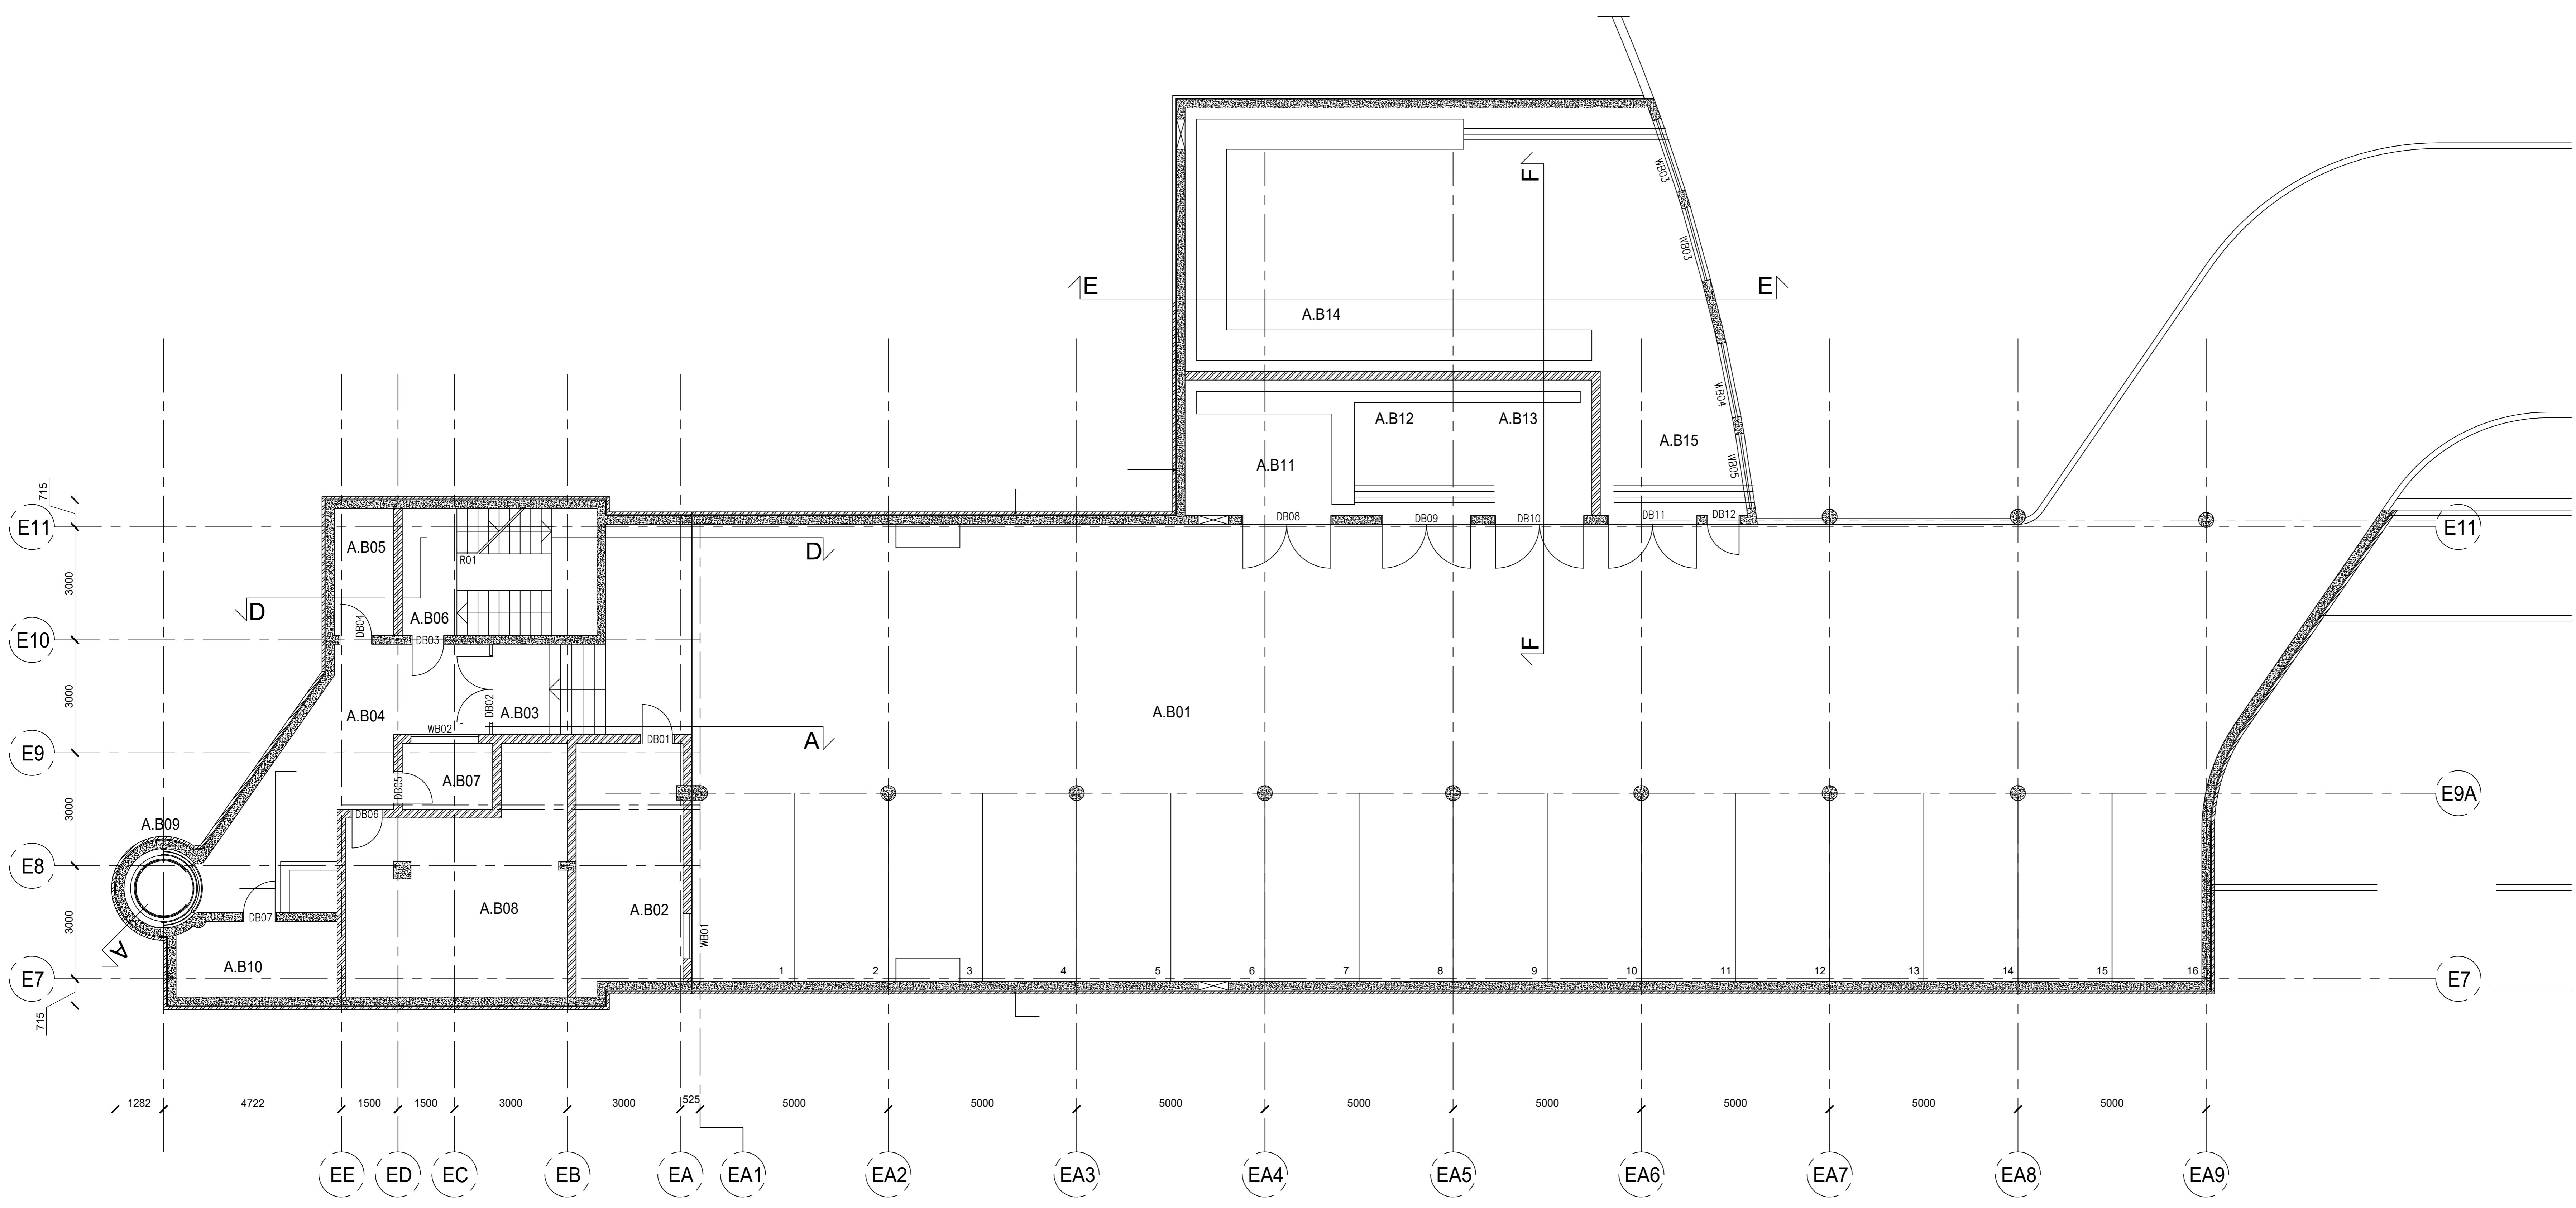 WB03
F
WB03
E
E
A.B14
WB04
A.B12
A.B13
A.B15
A.B11
WB05
715
E11
DB08
DB09
DB10
DB11
DB12
E11
A.B05
R01
D
3000
D
A.B06
DB04
DB03
E10
F
3000
DB02
A.B04
A.B03
A.B01
WB02
A
DB01
E9
A.B07
DB05
E9A
3000
DB06
A.B09
E8
A.B08
A.B02
DB07
3000
WB01
A
A.B10
1
2
3
4
5
6
7
8
9
10
11
12
13
14
15
16
E7
E7
715
1282
4722
1500
1500
3000
3000
525
5000
5000
5000
5000
5000
5000
5000
5000
EE
ED
EC
EB
EA
EA1
EA2
EA3
EA4
EA5
EA6
EA7
EA8
EA9